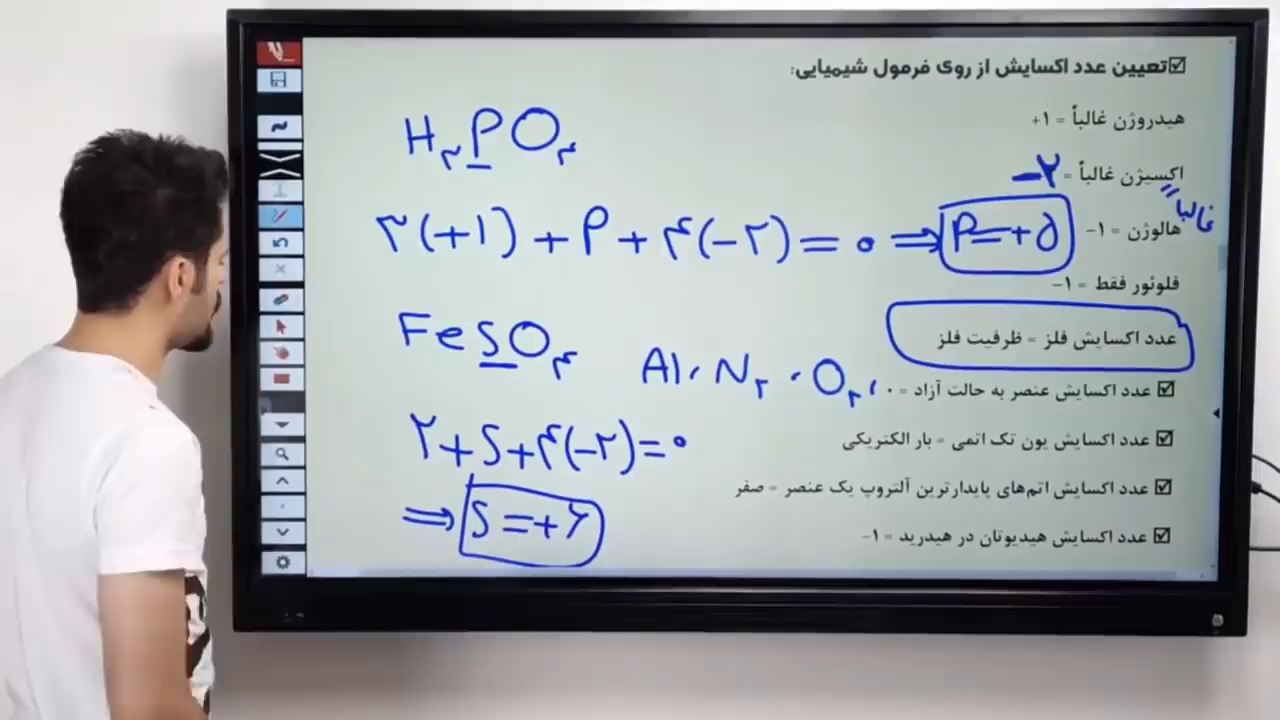 تعیین عدد اکسایش از روی فرمول شیمیایی:
هیدروژن غالباً = ۱+
اکسیژن غالباً = -۲
غالبا
هالوژن = ۱-
فلوئور فقط = ۱-
عدد اکسایش فلز = ظرفیت فلز
عدد اکسایش عنصر به حالت آزاد = ۰
عدد اکسایش یون تک اتمی = بار الکتریکی
عدد اکسایش اتم‌های پایدارترین آلتروپ یک عنصر = صفر
عدد اکسایش هیدیوتان در هیدرید = ۱-
H۳PO۴
۳(+۱) + P + ۴(-۲) = ۰ ⇒ P=+۵
FeSO۴
Al، N۲، O۲،
۲+S+۴(-۲)=۰
⇒ S=+۶